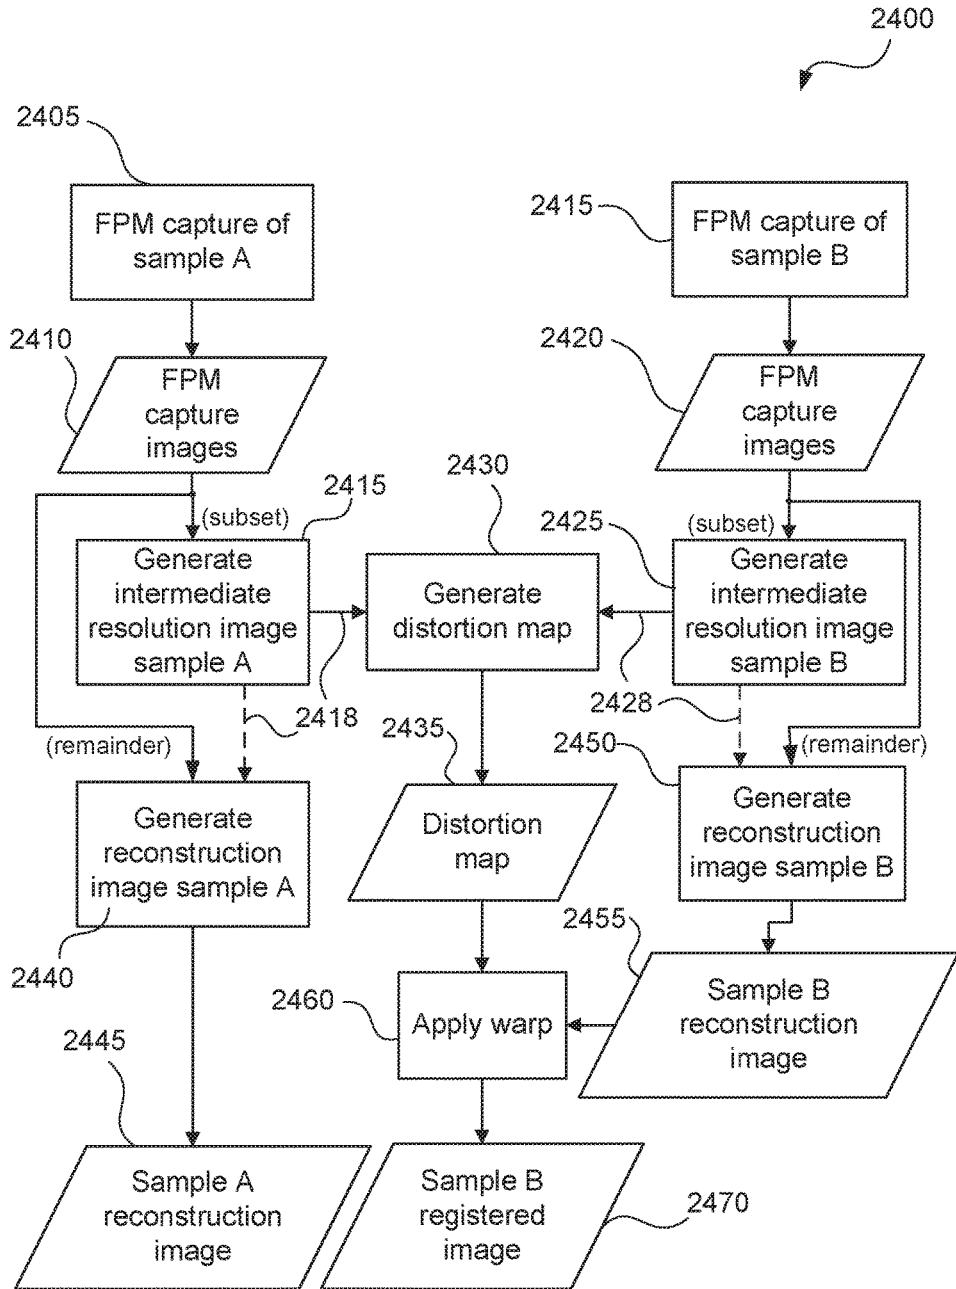 2400
2405
FPM capture of
sample A
2415
FPM capture of
sample B
2410
FPM
capture
images
2420
FPM
capture
images
(subset)
2415
Generate
intermediate
resolution image
sample A
2430
Generate
distortion map
2425
(subset)
Generate
intermediate
resolution image
sample B
2418
2428
(remainder)
2435
2450
(remainder)
Generate
reconstruction
image sample A
Distortion
map
Generate
reconstruction
image sample B
2440
2455
2460
Apply warp
Sample B
reconstruction
image
2445
Sample A
reconstruction
image
Sample B
registered
image
2470